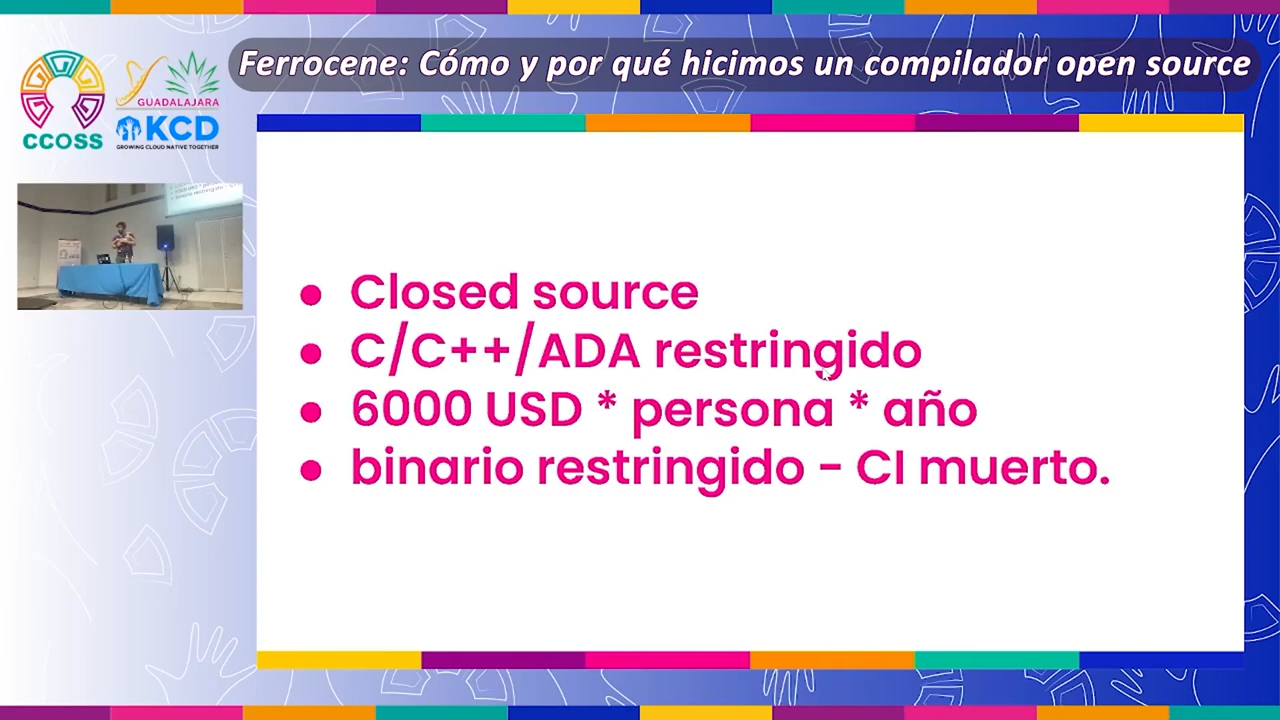 Ferrocene: Cómo y por qué hicimos un compilador open source
CCOSS
GUADALAJARA
KCD
GROWING CLOUD NATIVE TOGETHER
● Closed source
● C/C++/ADA restringido
● 6000 USD * persona * año
● binario restringido - CI muerto.